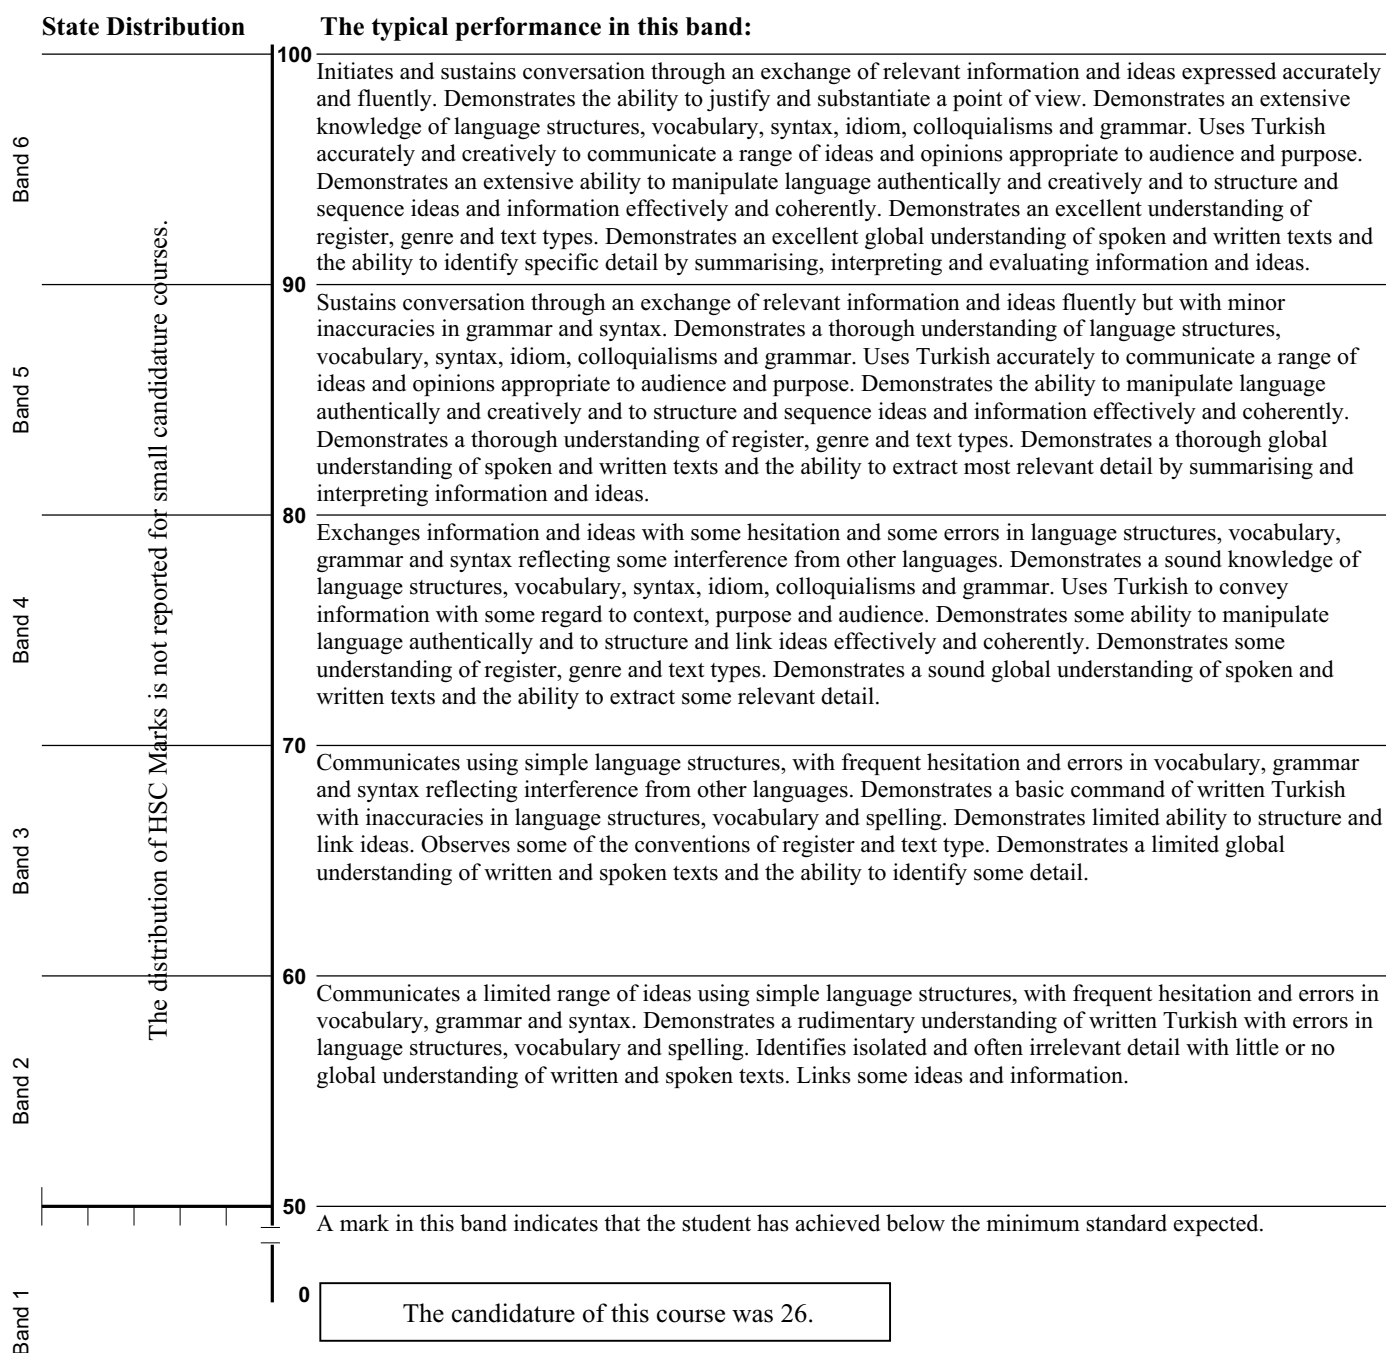 State Distribution
The typical performance in this band:
100
Initiates and sustains conversation through an exchange of relevant information and ideas expressed accurately
and fluently. Demonstrates the ability to justify and substantiate a point of view. Demonstrates an extensive
knowledge of language structures, vocabulary, syntax, idiom, colloquialisms and grammar. Uses Turkish
accurately and creatively to communicate a range of ideas and opinions appropriate to audience and purpose.
Demonstrates an extensive ability to manipulate language authentically and creatively and to structure and
sequence ideas and information effectively and coherently. Demonstrates an excellent understanding of
register, genre and text types. Demonstrates an excellent global understanding of spoken and written texts and
the ability to identify specific detail by summarising, interpreting and evaluating information and ideas.
Band 6
90
Sustains conversation through an exchange of relevant information and ideas fluently but with minor
inaccuracies in grammar and syntax. Demonstrates a thorough understanding of language structures,
vocabulary, syntax, idiom, colloquialisms and grammar. Uses Turkish accurately to communicate a range of
ideas and opinions appropriate to audience and purpose. Demonstrates the ability to manipulate language
authentically and creatively and to structure and sequence ideas and information effectively and coherently.
Demonstrates a thorough understanding of register, genre and text types. Demonstrates a thorough global
understanding of spoken and written texts and the ability to extract most relevant detail by summarising and
interpreting information and ideas.
Band 5
80
Exchanges information and ideas with some hesitation and some errors in language structures, vocabulary,
grammar and syntax reflecting some interference from other languages. Demonstrates a sound knowledge of
language structures, vocabulary, syntax, idiom, colloquialisms and grammar. Uses Turkish to convey
information with some regard to context, purpose and audience. Demonstrates some ability to manipulate
language authentically and to structure and link ideas effectively and coherently. Demonstrates some
understanding of register, genre and text types. Demonstrates a sound global understanding of spoken and
written texts and the ability to extract some relevant detail.
Band 4
The distribution of HSC Marks is not reported for small candidature courses.
70
Communicates using simple language structures, with frequent hesitation and errors in vocabulary, grammar
and syntax reflecting interference from other languages. Demonstrates a basic command of written Turkish
with inaccuracies in language structures, vocabulary and spelling. Demonstrates limited ability to structure and
link ideas. Observes some of the conventions of register and text type. Demonstrates a limited global
understanding of written and spoken texts and the ability to identify some detail.
Band 3
60
Communicates a limited range of ideas using simple language structures, with frequent hesitation and errors in
vocabulary, grammar and syntax. Demonstrates a rudimentary understanding of written Turkish with errors in
language structures, vocabulary and spelling. Identifies isolated and often irrelevant detail with little or no
global understanding of written and spoken texts. Links some ideas and information.
Band 2
50
A mark in this band indicates that the student has achieved below the minimum standard expected.
0
Band 1
The candidature of this course was 26.